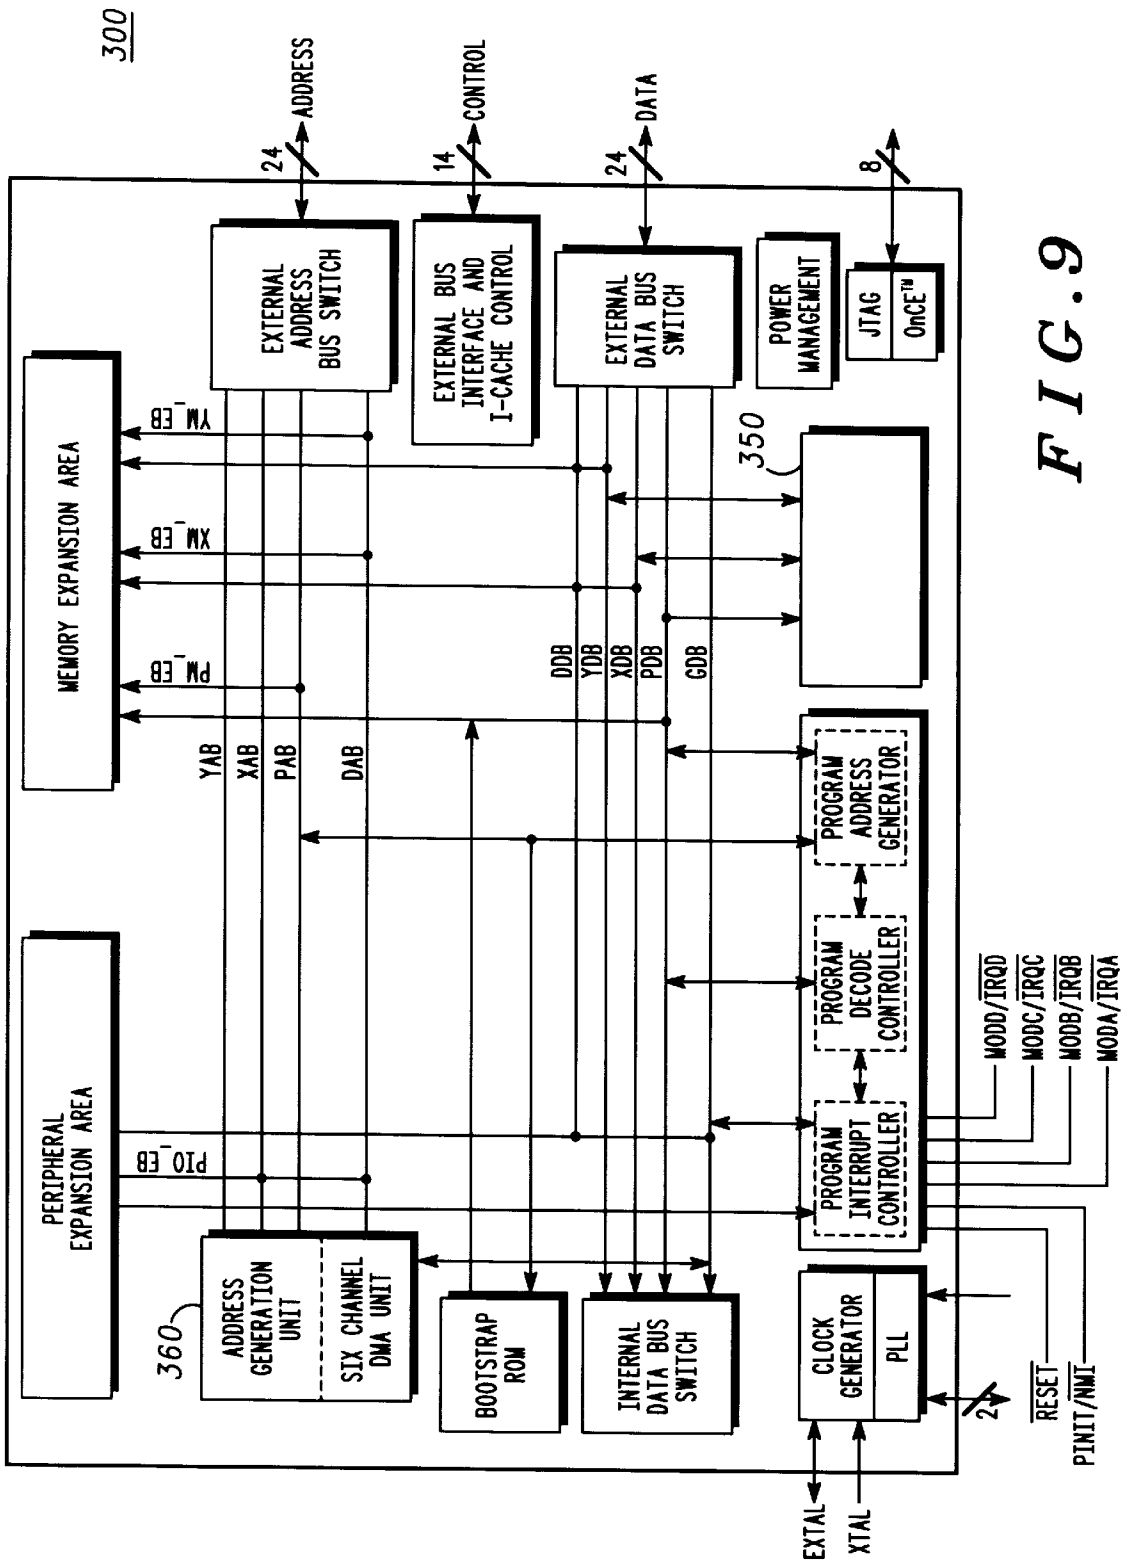 300
PERIPHERAL
EXPANSION AREA
MEMORY EXPANSION AREA
PIO_EB
PM_EB
XM_EB
YM_EB
360
ADDRESS
GENERATION
UNIT
SIX CHANNEL
DMA UNIT
YAB
XAB
PAB
DAB
EXTERNAL
ADDRESS
BUS SWITCH
24
ADDRESS
BOOTSTRAP
ROM
EXTERNAL BUS
INTERFACE AND
I-CACHE CONTROL
14
CONTROL
INTERNAL
DATA BUS
SWITCH
DDB
YDB
XDB
PDB
GDB
EXTERNAL
DATA BUS
SWITCH
24
DATA
EXTAL
XTAL
CLOCK
GENERATOR
PLL
2
PROGRAM
INTERRUPT
CONTROLLER
PROGRAM
DECODE
CONTROLLER
PROGRAM
ADDRESS
GENERATOR
350
POWER
MANAGEMENT
JTAG
OnCE™
8
RESET
PINIT/NMI
MODD/IRQD
MODC/IRQC
MODB/IRQB
MODA/IRQA
FIG.9